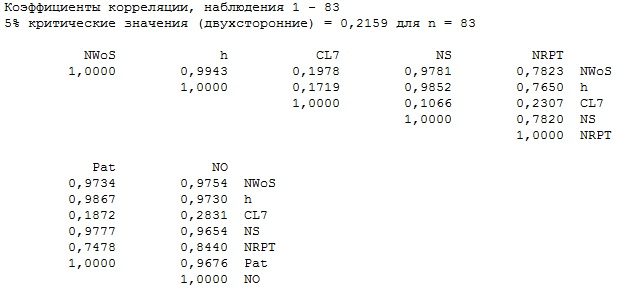 Коэффициенты корреляции, наблюдения 1 - 83
5% критические значения (двухсторонние) = 0,2159 для n = 83
NWoS h CL7 NS NRPT
1,0000 0,9943 0,1978 0,9781 0,7823 NWoS
1,0000 0,1719 0,9852 0,7650 h
1,0000 0,1066 0,2307 CL7
1,0000 0,7820 NS
1,0000 NRPT
Pat NO
0,9734 0,9754 NWoS
0,9867 0,9730 h
0,1872 0,2831 CL7
0,9777 0,9654 NS
0,7478 0,8440 NRPT
1,0000 0,9676 Pat
1,0000 NO